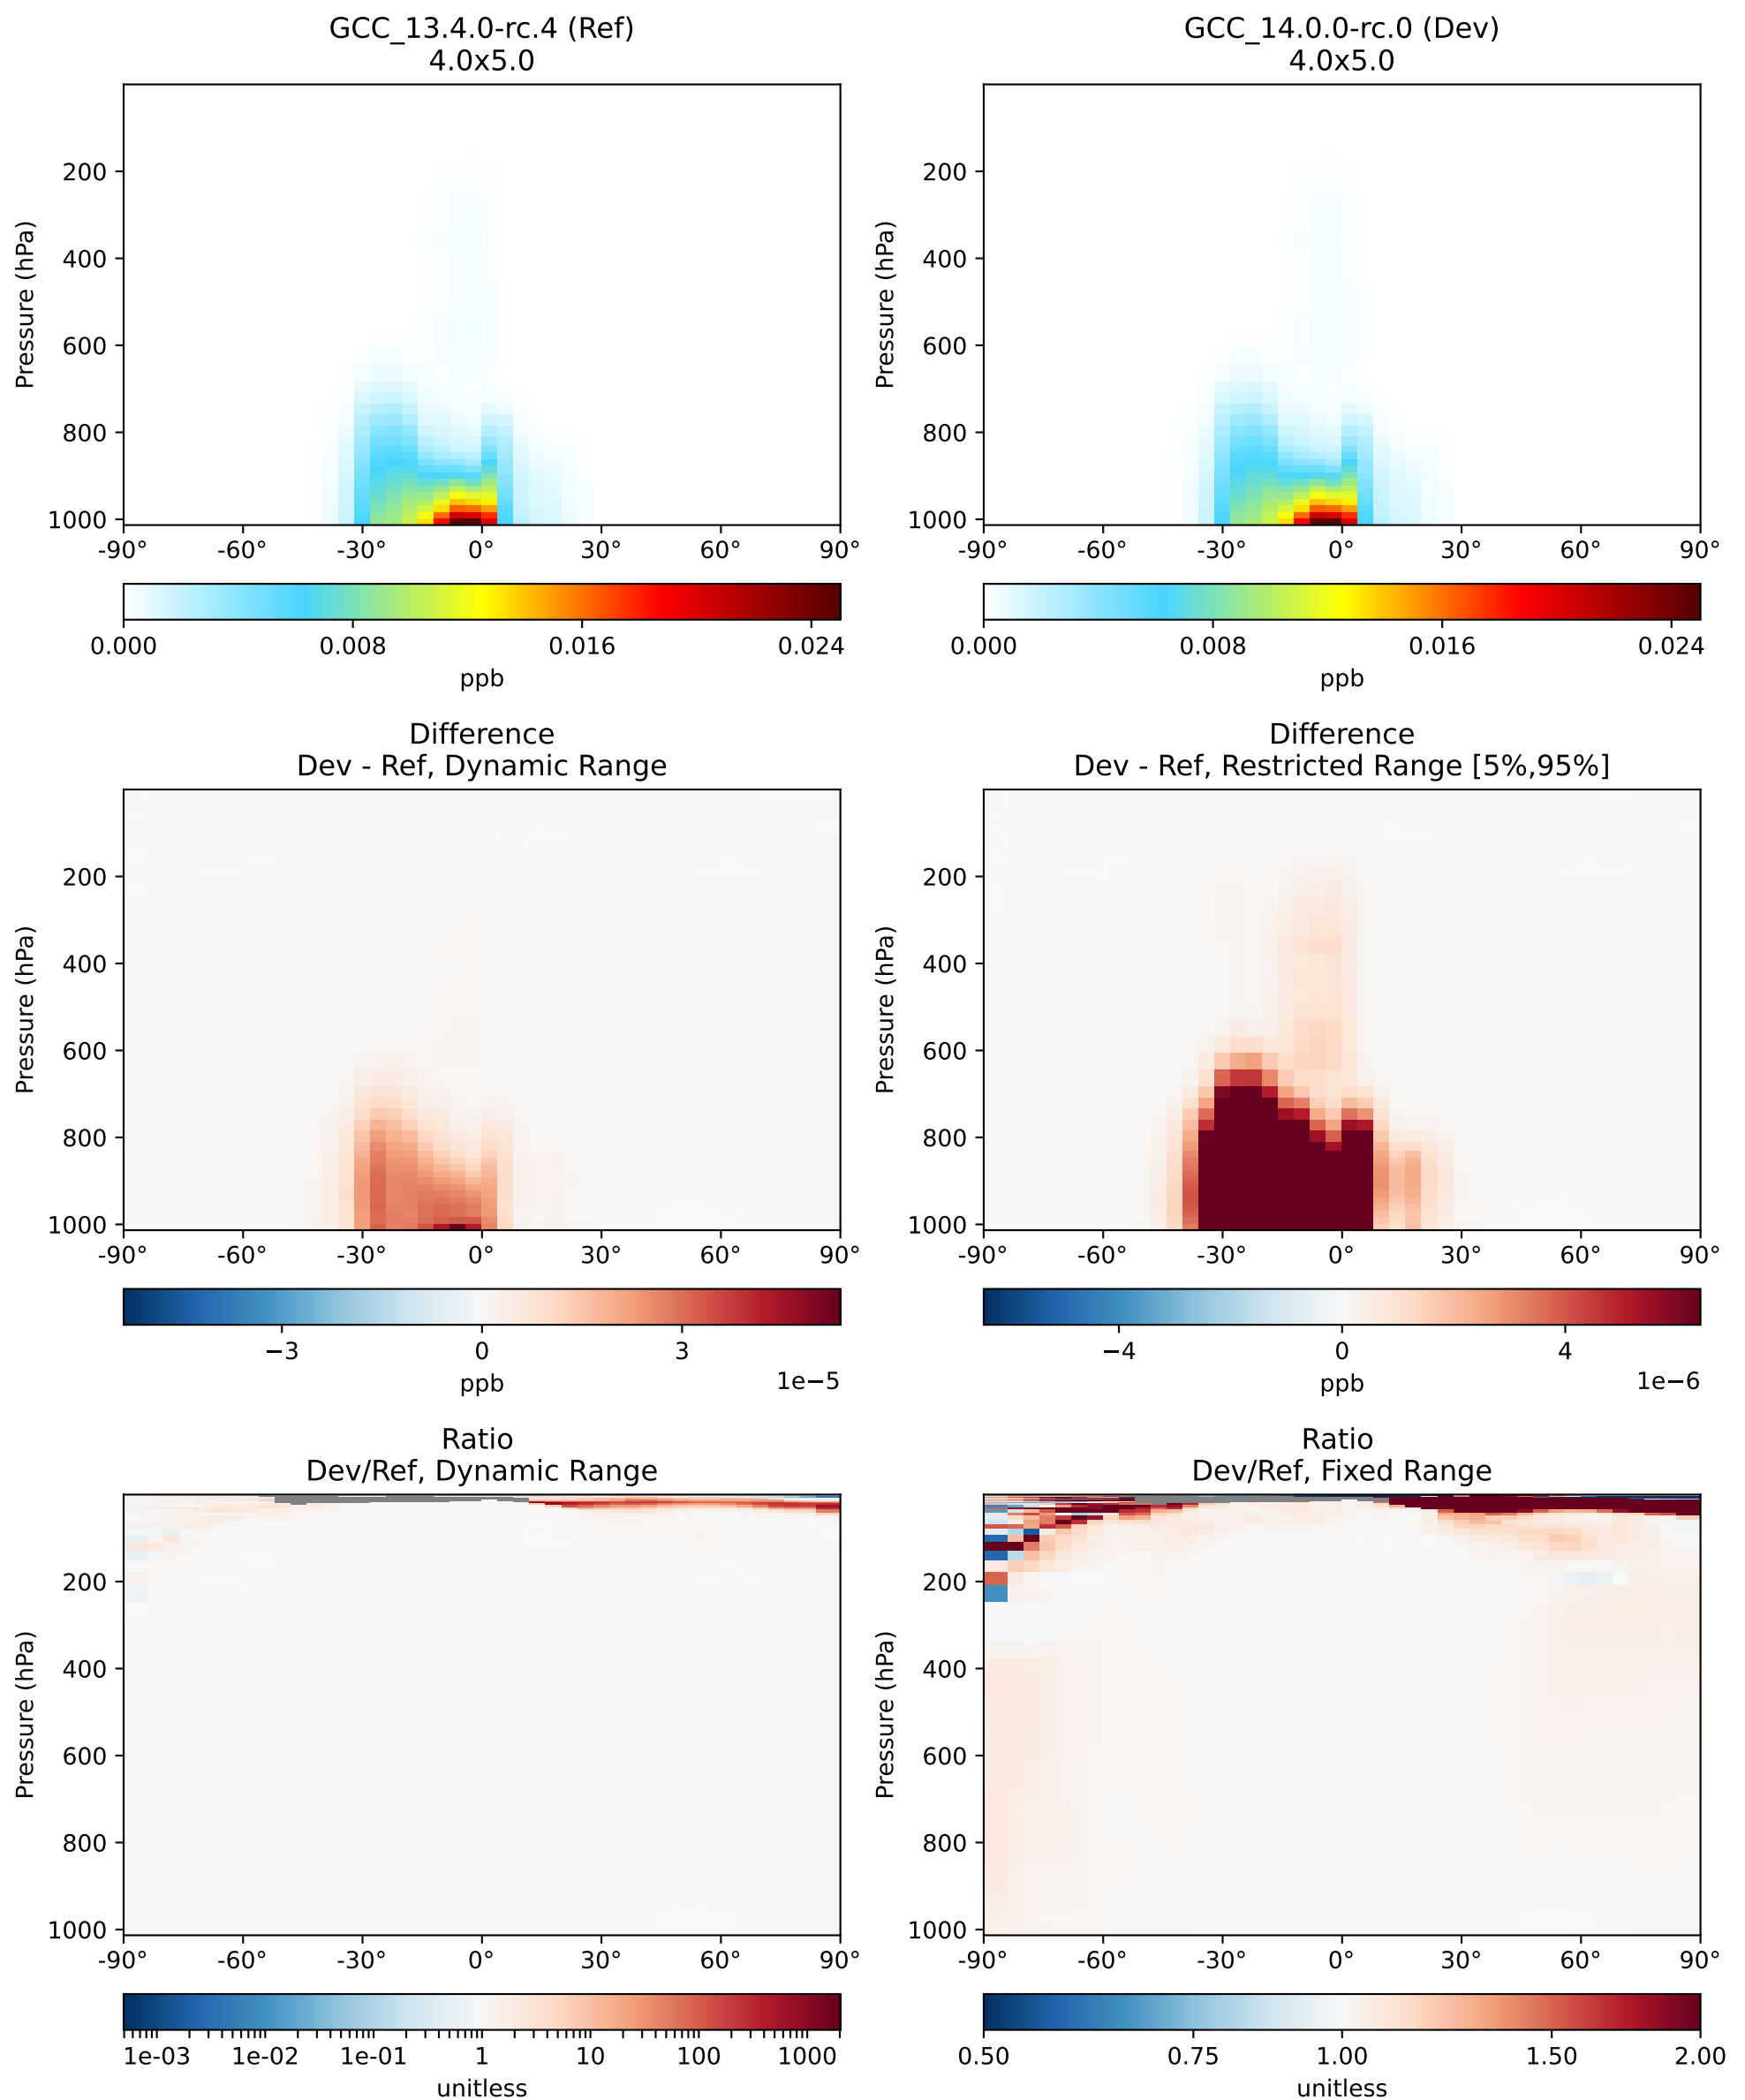 GCC_13.4.0-rc.4 (Ref)
4.0x5.0
Pressure (hPa)
200
400
600
800
1000
-90° -60° -30° 0° 30° 60° 90°
0.000 0.008 0.016 0.024
ppb
GCC_14.0.0-rc.0 (Dev)
4.0x5.0
Pressure (hPa)
200
400
600
800
1000
-90° -60° -30° 0° 30° 60° 90°
0.000 0.008 0.016 0.024
ppb
Difference
Dev - Ref, Dynamic Range
Pressure (hPa)
200
400
600
800
1000
-90° -60° -30° 0° 30° 60° 90°
−3 0 3
ppb
1e−5
Difference
Dev - Ref, Restricted Range [5%,95%]
Pressure (hPa)
200
400
600
800
1000
-90° -60° -30° 0° 30° 60° 90°
−4 0 4
ppb
1e−6
Ratio
Dev/Ref, Dynamic Range
Pressure (hPa)
200
400
600
800
1000
-90° -60° -30° 0° 30° 60° 90°
1e-03 1e-02 1e-01 1 10 100 1000
unitless
Ratio
Dev/Ref, Fixed Range
Pressure (hPa)
200
400
600
800
1000
-90° -60° -30° 0° 30° 60° 90°
0.50 0.75 1.00 1.50 2.00
unitless